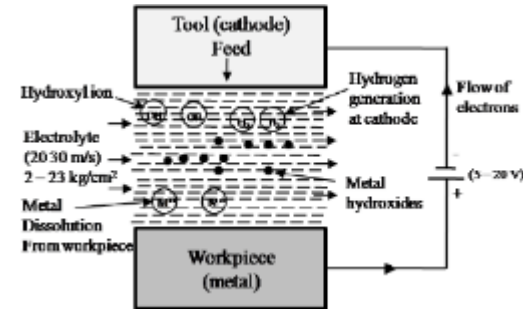 Tool (cathode)
Feed
Hydroxyl ion
Hydrogen
generation
at cathode
Flow of
electrons
Electrolyte
(20 30 m/s)
2 – 23 kg/cm²
(5–20 V)
−
+
Metal
Dissolution
From workpiece
Metal
hydroxides
Workpiece
(metal)